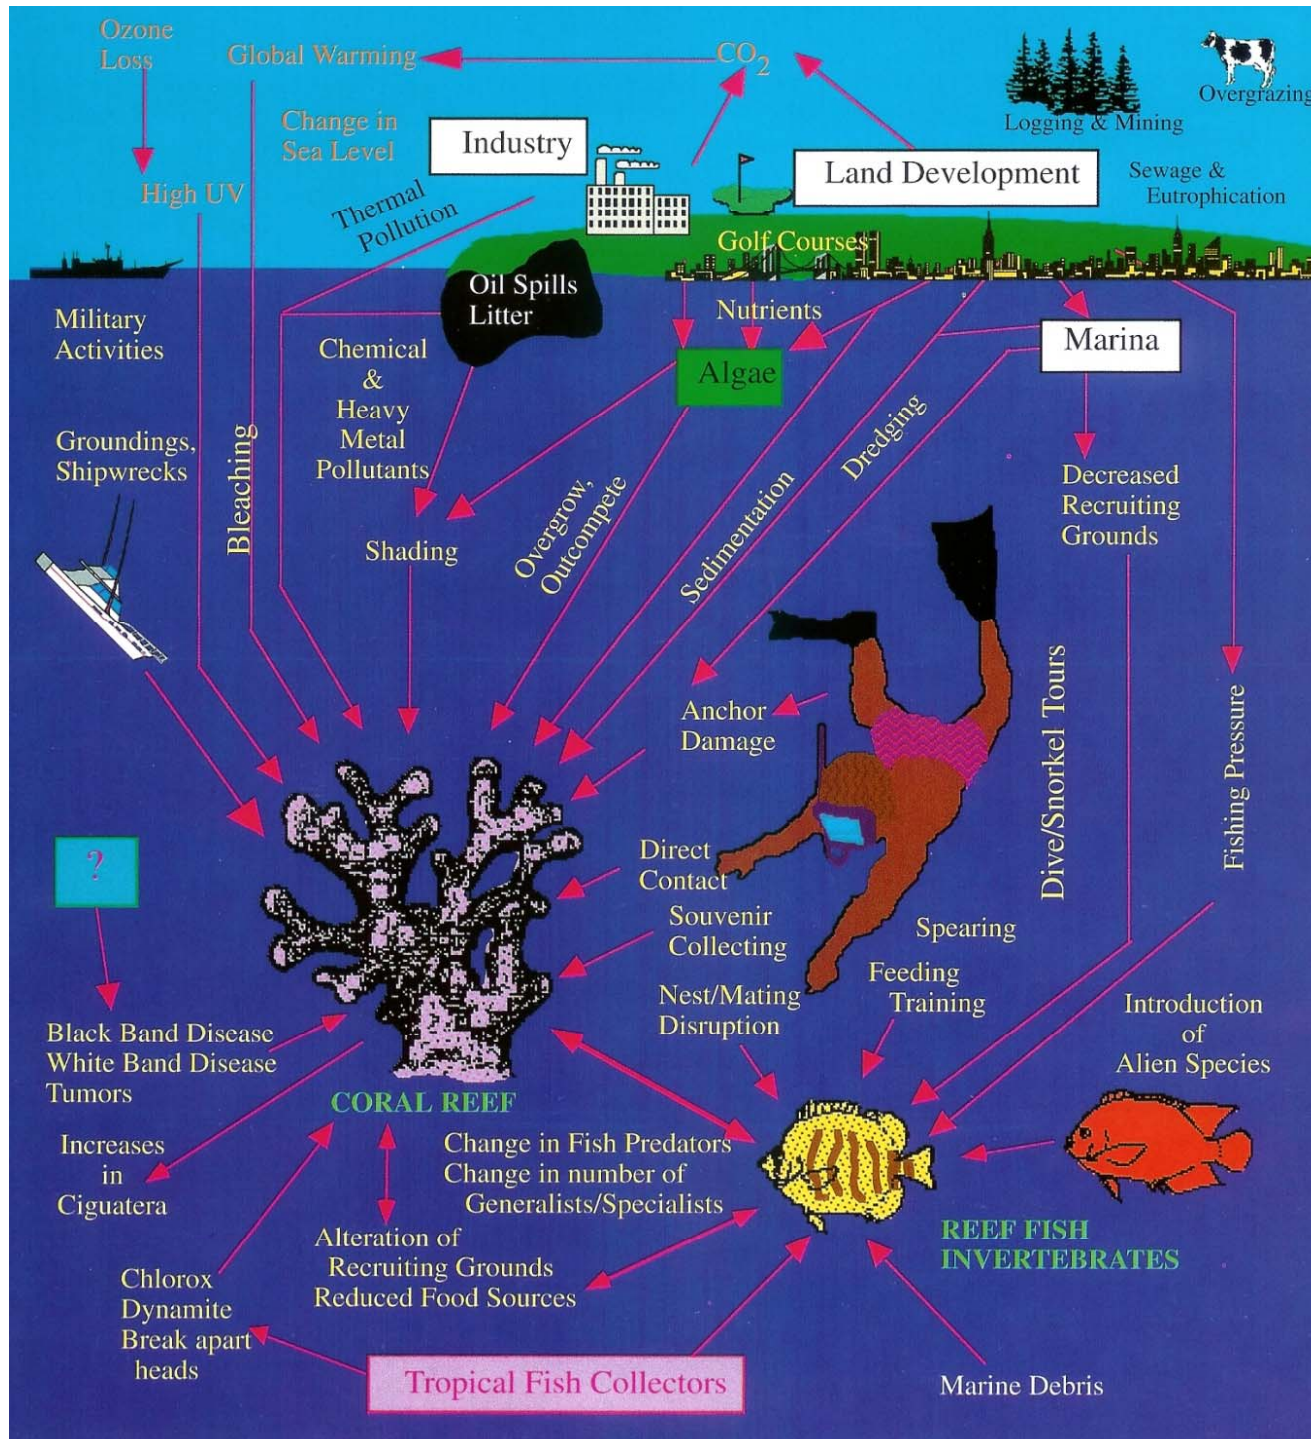 Ozone
Loss
Global Warming
CO2
Overgrazing
Logging & Mining
Change in
Sea Level
Industry
Land Development
Sewage &
Eutrophication
High UV
Thermal
Pollution
Golf Courses
Oil Spills
Litter
Nutrients
Military
Activities
Marina
Chemical
&
Heavy
Metal
Pollutants
Algae
Groundings,
Shipwrecks
Bleaching
Dredging
Decreased
Recruiting
Grounds
Shading
Overgrow,
Outcompete
Sedimentation
Anchor
Damage
Dive/Snorkel Tours
Fishing Pressure
?
Direct
Contact
Souvenir
Collecting
Spearing
Feeding
Training
Nest/Mating
Disruption
Introduction
of
Alien Species
Black Band Disease
White Band Disease
Tumors
CORAL REEF
Increases
in
Ciguatera
Change in Fish Predators
Change in number of
Generalists/Specialists
Alteration of
Recruiting Grounds
Reduced Food Sources
REEF FISH
INVERTEBRATES
Chlorox
Dynamite
Break apart
heads
Tropical Fish Collectors
Marine Debris